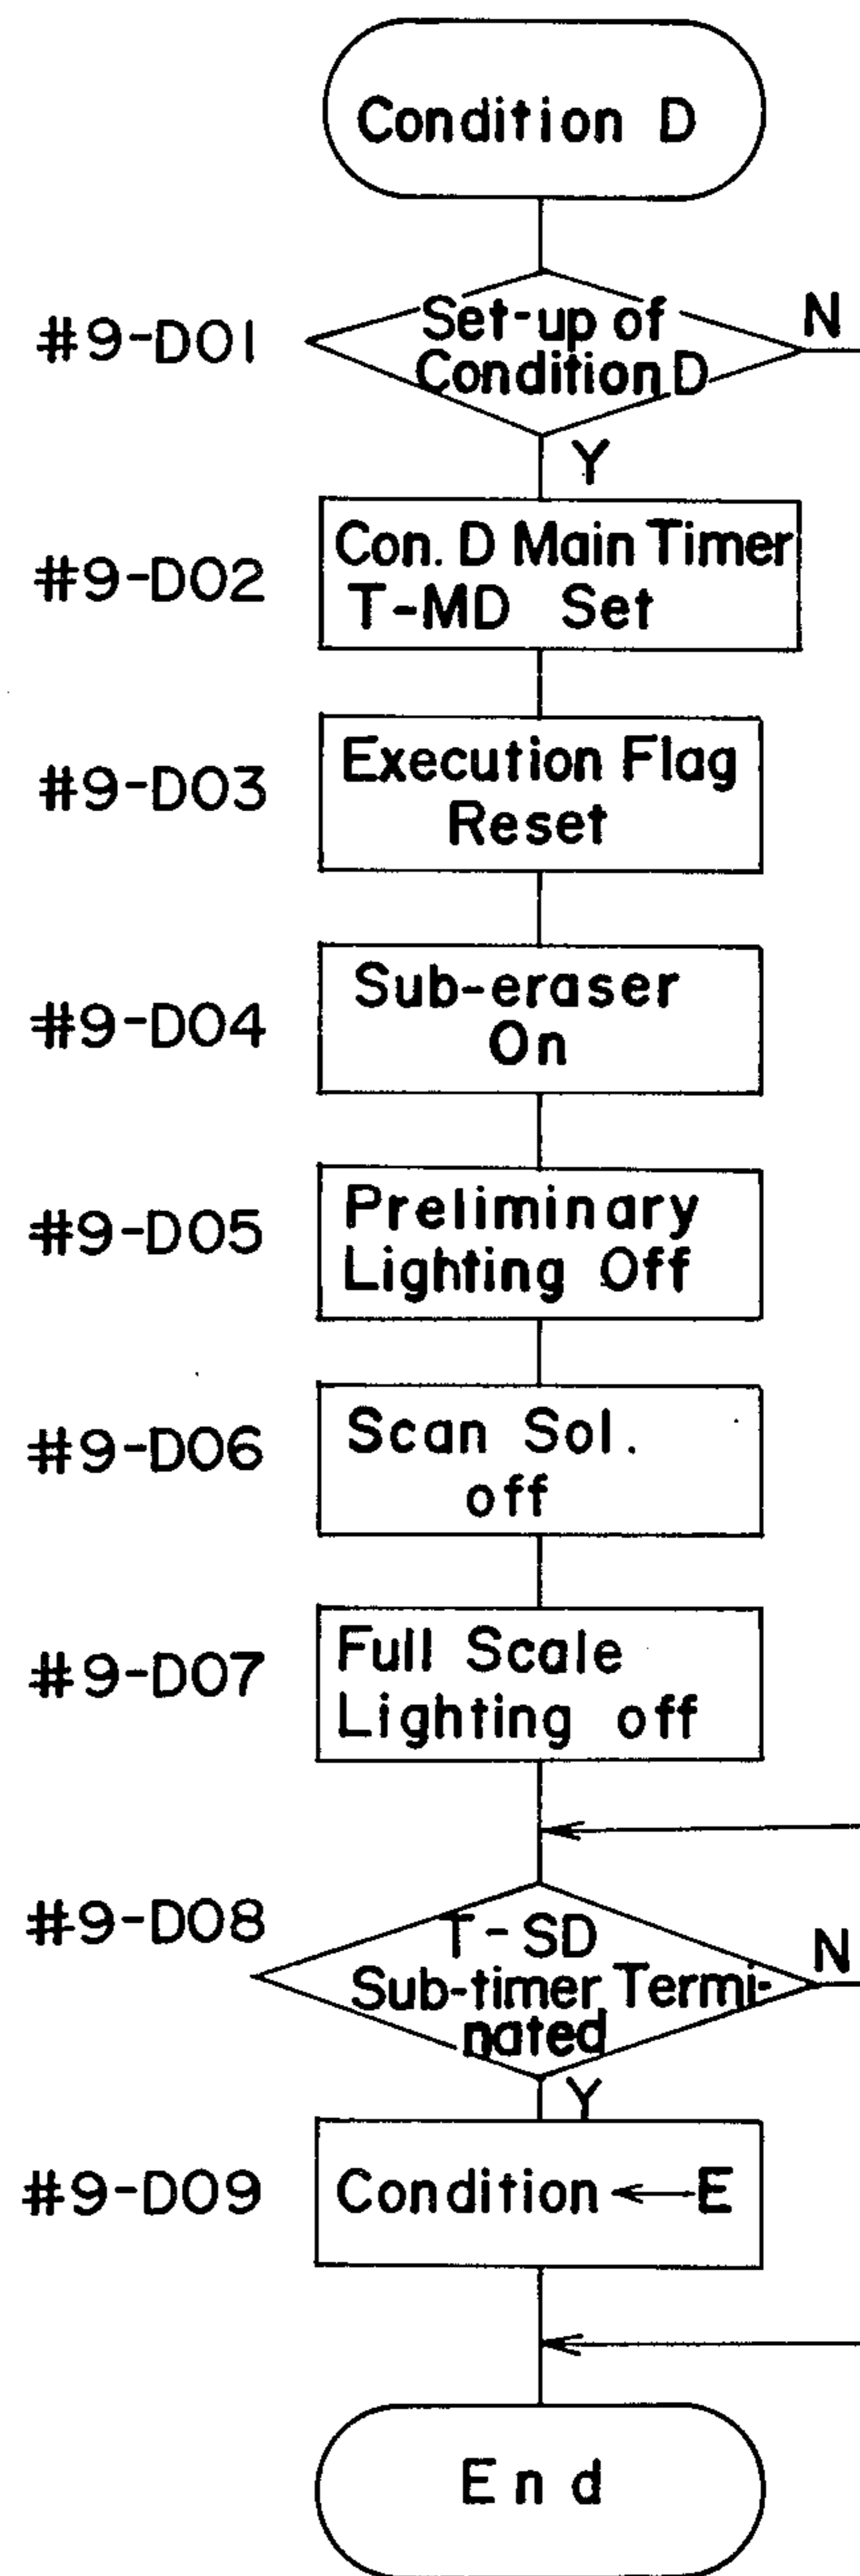 Condition D
#9-D01
Set-up of
Condition D
N
Y
#9-D02
Con. D Main Timer
T-MD Set
#9-D03
Execution Flag
Reset
#9-D04
Sub-eraser
On
#9-D05
Preliminary
Lighting Off
#9-D06
Scan Sol.
off
#9-D07
Full Scale
Lighting off
#9-D08
T-SD
Sub-timer Termi-
nated
N
Y
#9-D09
Condition ← E
End